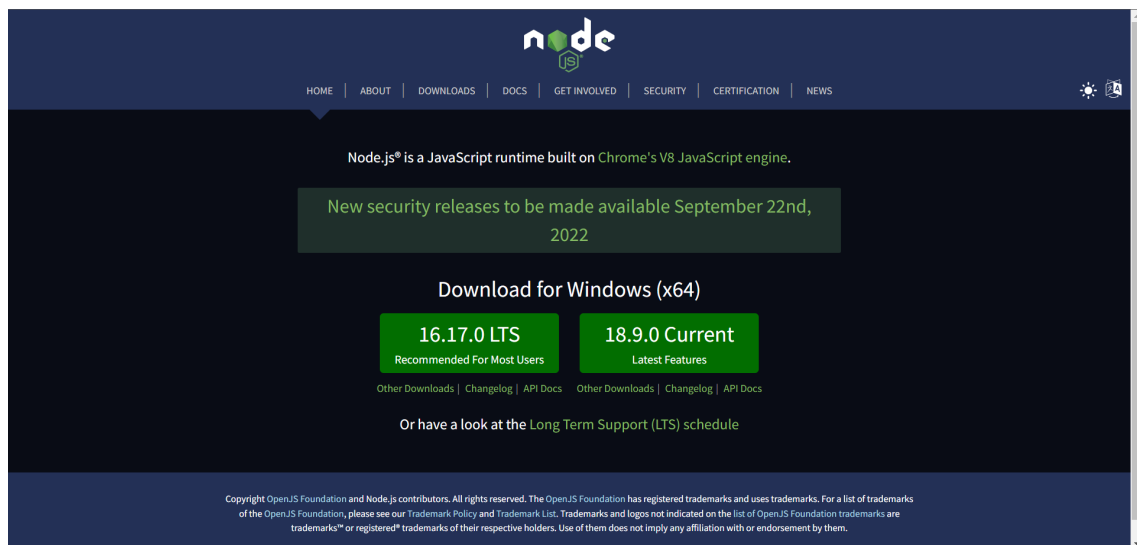 node
JS
HOME | ABOUT | DOWNLOADS | DOCS | GET INVOLVED | SECURITY | CERTIFICATION | NEWS
Node.js® is a JavaScript runtime built on Chrome's V8 JavaScript engine.
New security releases to be made available September 22nd,
2022
Download for Windows (x64)
16.17.0 LTS
Recommended For Most Users
18.9.0 Current
Latest Features
Other Downloads | Changelog | API Docs
Other Downloads | Changelog | API Docs
Or have a look at the Long Term Support (LTS) schedule
Copyright OpenJS Foundation and Node.js contributors. All rights reserved. The OpenJS Foundation has registered trademarks and uses trademarks. For a list of trademarks
of the OpenJS Foundation, please see our Trademark Policy and Trademark List. Trademarks and logos not indicated on the list of OpenJS Foundation trademarks are
trademarks™ or registered® trademarks of their respective holders. Use of them does not imply any affiliation with or endorsement by them.